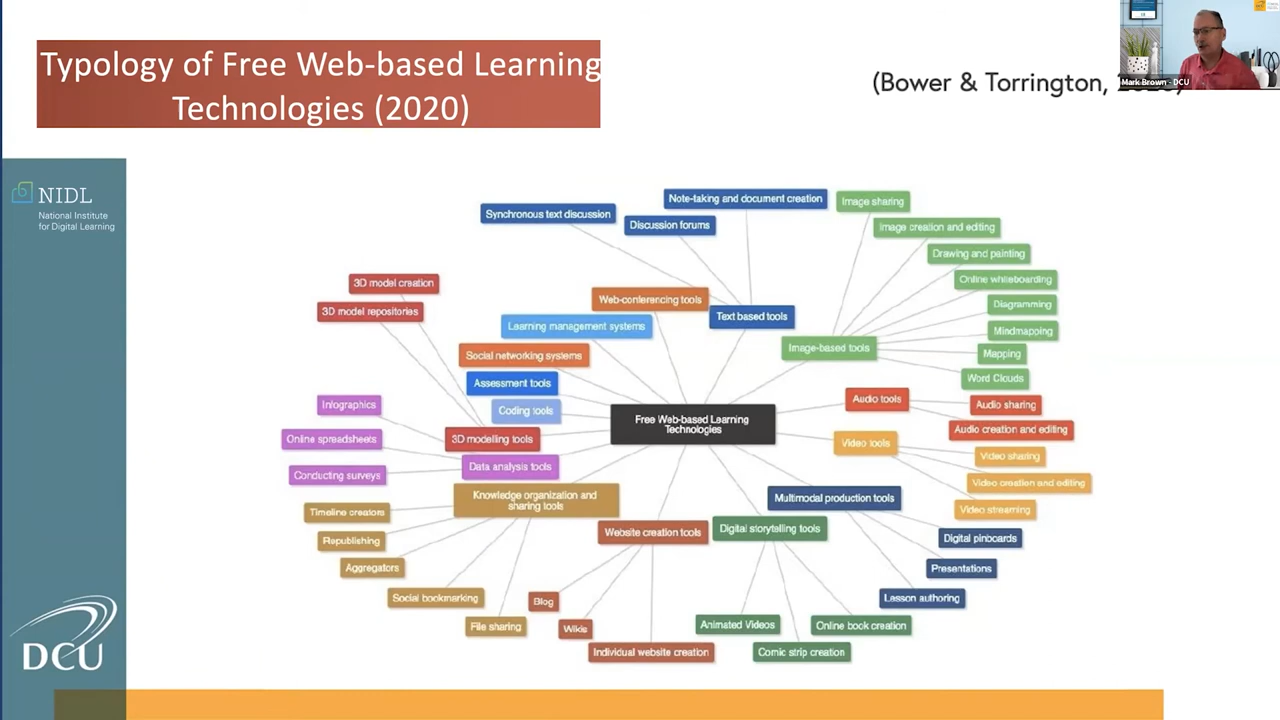 Typology of Free Web-based Learning
Technologies (2020)
(Bower & Torrington,
Mark Brown - DCU
NIDL
National Institute
for Digital Learning
DCU
Note-taking and document creation
Synchronous text discussion
Discussion forums
Image sharing
Image creation and editing
Drawing and painting
Online whiteboarding
Diagramming
Mindmapping
Mapping
Word Clouds
3D model creation
3D model repositories
Web-conferencing tools
Text based tools
Learning management systems
Image-based tools
Social networking systems
Assessment tools
Coding tools
Free Web-based Learning
Technologies
Audio tools
Audio sharing
Audio creation and editing
Infographics
Online spreadsheets
Conducting surveys
3D modelling tools
Data analysis tools
Video tools
Video sharing
Video creation and editing
Video streaming
Knowledge organization and
sharing tools
Multimodal production tools
Timeline creators
Republishing
Aggregators
Social bookmarking
File sharing
Website creation tools
Digital storytelling tools
Digital pinboards
Presentations
Lesson authoring
Blog
Wikis
Individual website creation
Animated Videos
Online book creation
Comic strip creation